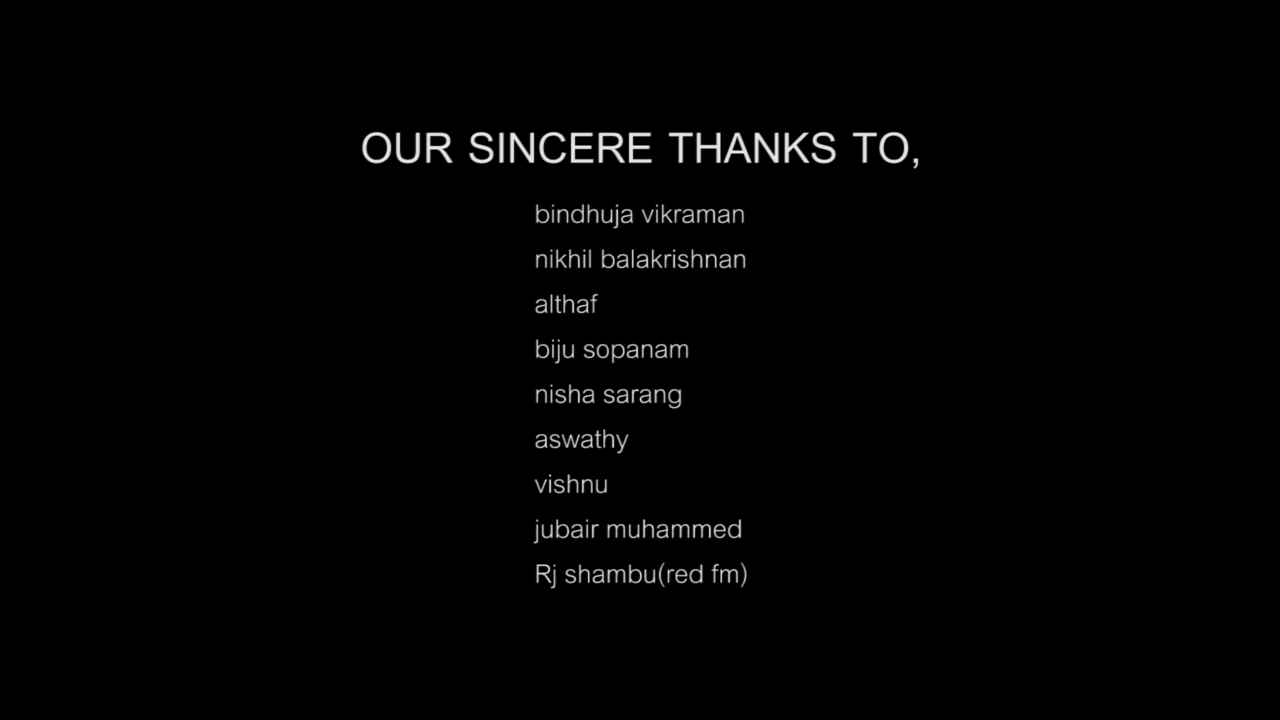 OUR SINCERE THANKS TO,
bindhuja vikraman
nikhil balakrishnan
althaf
biju sopanam
nisha sarang
aswathy
vishnu
jubair muhammed
Rj shambu(red fm)